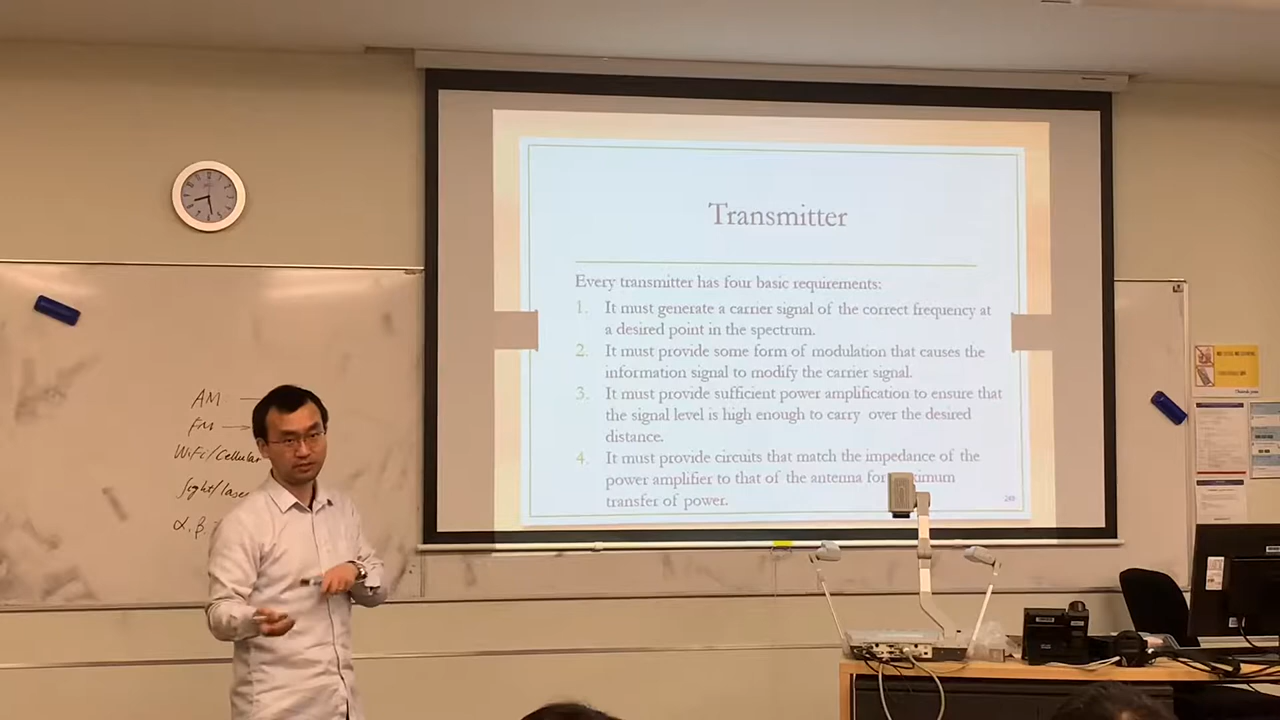 Transmitter
Every transmitter has four basic requirements:
1. It must generate a carrier signal of the correct frequency at
a desired point in the spectrum.
2. It must provide some form of modulation that causes the
information signal to modify the carrier signal.
3. It must provide sufficient power amplification to ensure that
the signal level is high enough to carry over the desired
distance.
4. It must provide circuits that match the impedance of the
power amplifier to that of the antenna for ximum
transfer of power.
AM
FM →
WiFi/Cellular
light/lase
α, β,